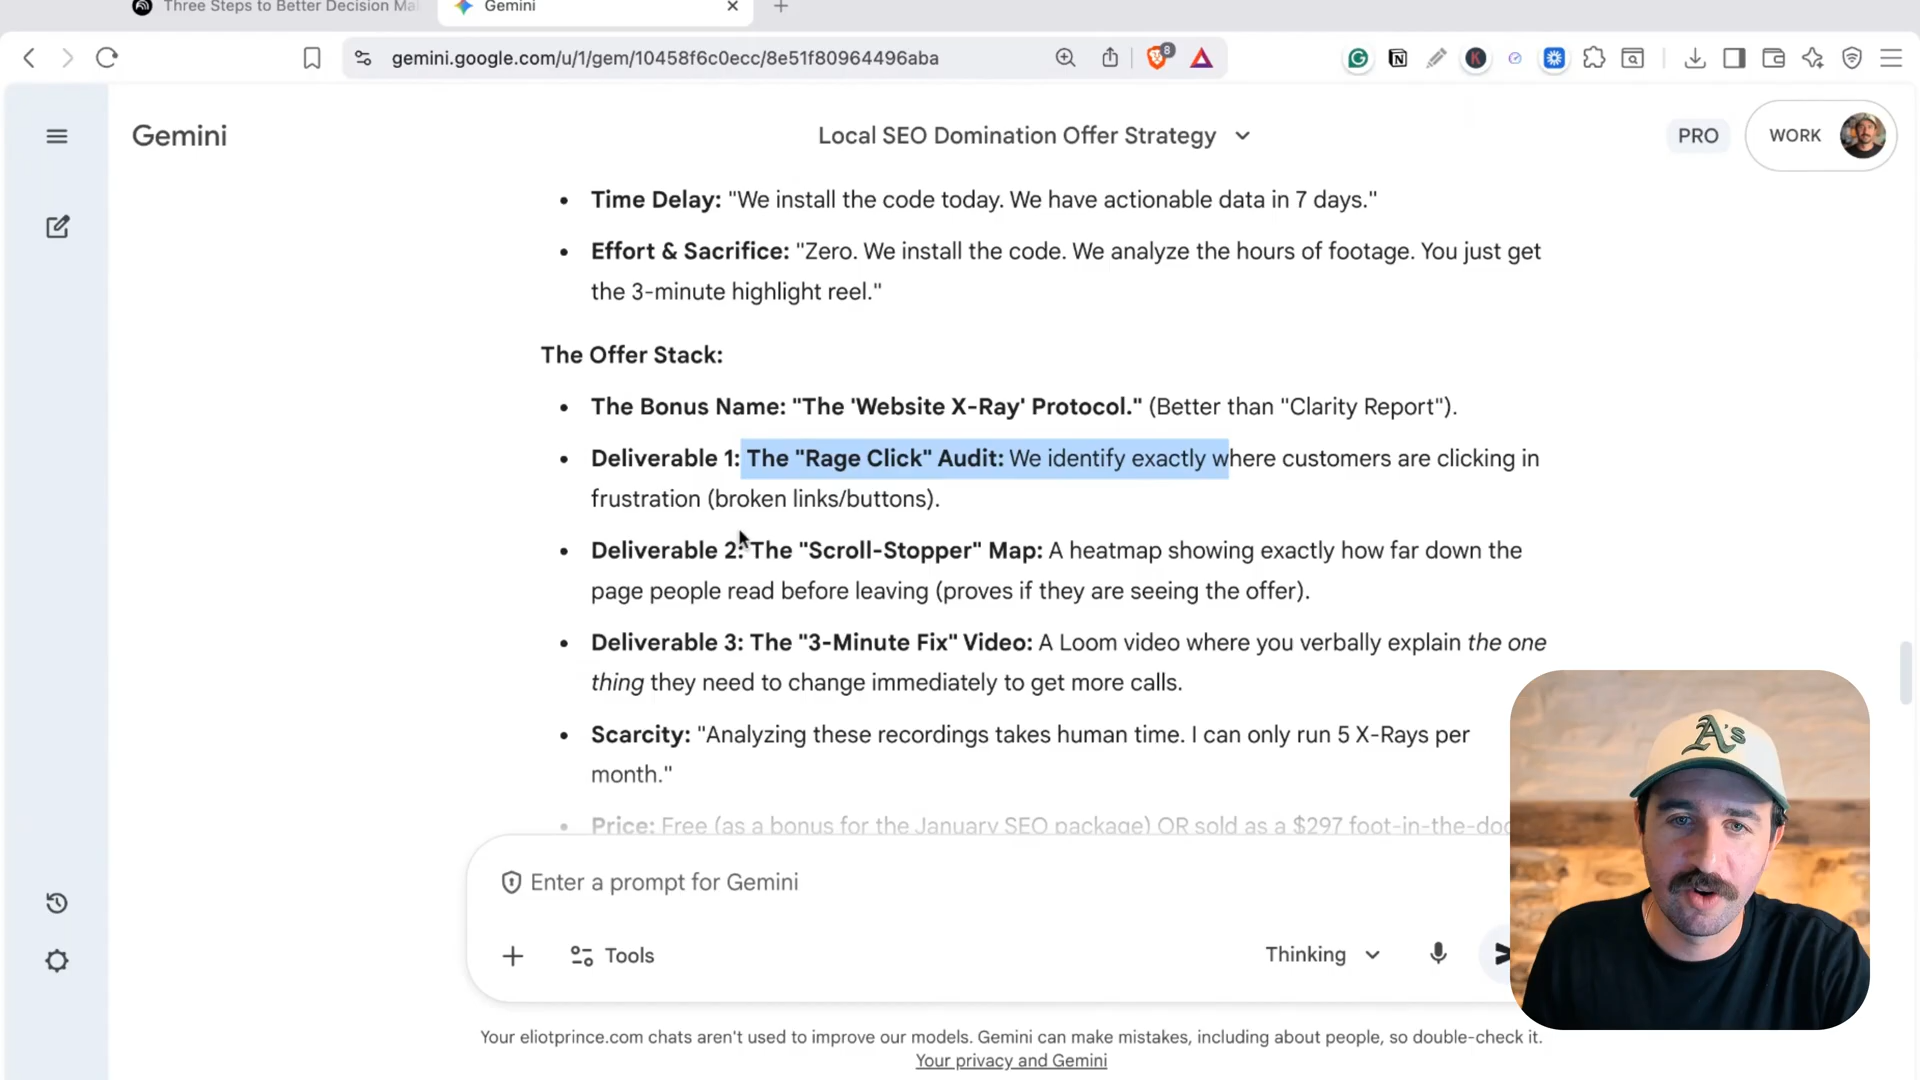 Three Steps to Better Decision Ma
Gemini
gemini.google.com/u/1/gem/10458f6c0ecc/8e51f80964496aba
8
K
Gemini
Local SEO Domination Offer Strategy
PRO
WORK
• Time Delay: "We install the code today. We have actionable data in 7 days."
• Effort & Sacrifice: "Zero. We install the code. We analyze the hours of footage. You just get
the 3-minute highlight reel."
The Offer Stack:
• The Bonus Name: "The 'Website X-Ray' Protocol." (Better than "Clarity Report").
• Deliverable 1: The "Rage Click" Audit: We identify exactly where customers are clicking in
frustration (broken links/buttons).
• Deliverable 2: The "Scroll-Stopper" Map: A heatmap showing exactly how far down the
page people read before leaving (proves if they are seeing the offer).
• Deliverable 3: The "3-Minute Fix" Video: A Loom video where you verbally explain the one
thing they need to change immediately to get more calls.
• Scarcity: "Analyzing these recordings takes human time. I can only run 5 X-Rays per
month."
• Price: Free (as a bonus for the January SEO package) OR sold as a $297 foot-in-the-doo
A's
Enter a prompt for Gemini
Tools
Thinking
Your eliotprince.com chats aren't used to improve our models. Gemini can make mistakes, including about people, so double-check it.
Your privacy and Gemini